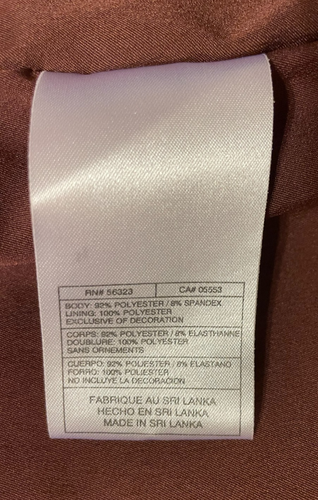 RN# 56323 CA# 05553
BODY: 92% POLYESTER / 8% SPANDEX
LINING: 100% POLYESTER
EXCLUSIVE OF DECORATION
CORPS: 92% POLYESTER / 8% ELASTHANNE
DOUBLURE: 100% POLYESTER
SANS ORNEMENTS
CUERPO: 92% POLIESTER / 8% ELASTANO
FORRO: 100% POLIESTER
NO INCLUYE LA DECORACION
FABRIQUE AU SRI LANKA
HECHO EN SRI LANKA
MADE IN SRI LANKA